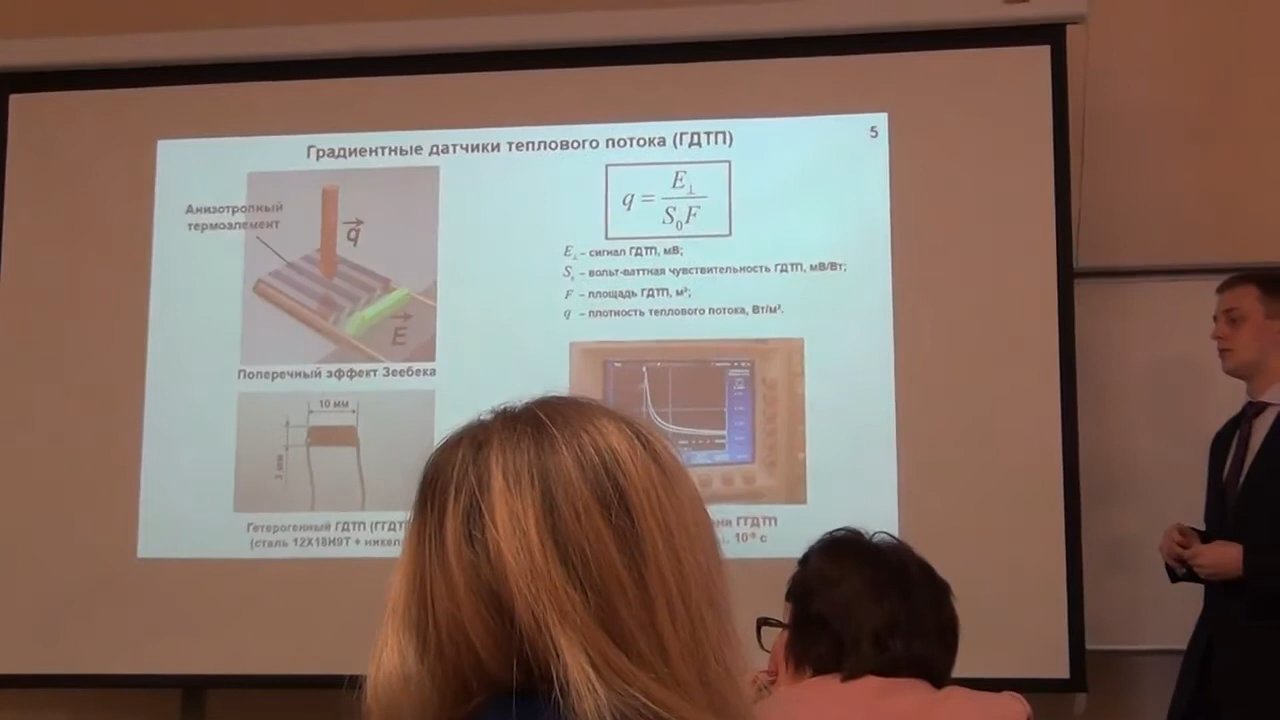 Градиентные датчики теплового потока (ГДТП)
5
Анизотропный
термоэлемент
q
E
Поперечный эффект Зеебека
q = E⊥ / S₀F
E⊥ – сигнал ГДТП, мВ;
S₀ – вольт-ваттная чувствительность ГДТП, мВ/Вт;
F – площадь ГДТП, м²;
q – плотность теплового потока, Вт/м².
10 мм
Гетерогенный ГДТП (ГГДТ
(сталь 12Х18Н9Т + никел
ГГДТП
с